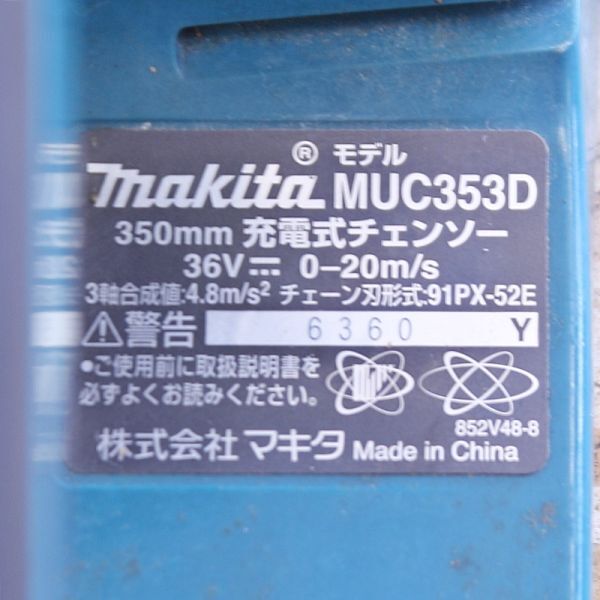 ® モデル
makita MUC353D
350mm 充電式チェンソー
36V⎓ 0–20m/s
3軸合成値:4.8m/s² チェーン刃形式:91PX-52E
⚠警告 6360 Y
•ご使用前に取扱説明書を
必ずよくお読みください。
852V48-8
株式会社 マキタ Made in China